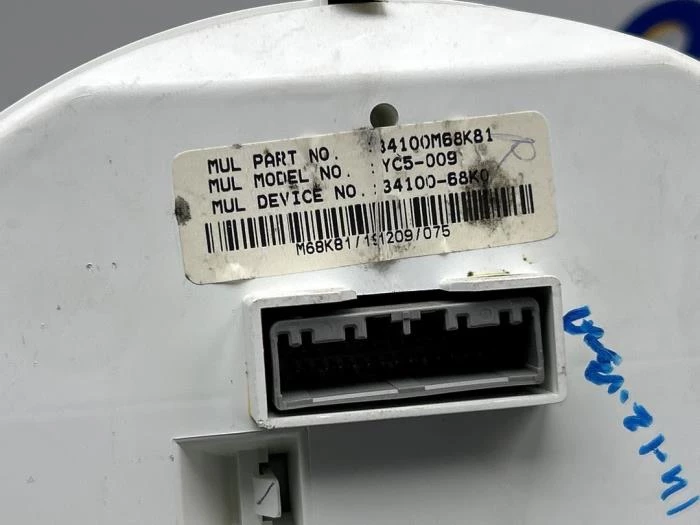 MUL PART NO. :34100M68K81
MUL MODEL NO. :YC5-009
MUL DEVICE NO.:34100-68K0
M68K81/191209/075